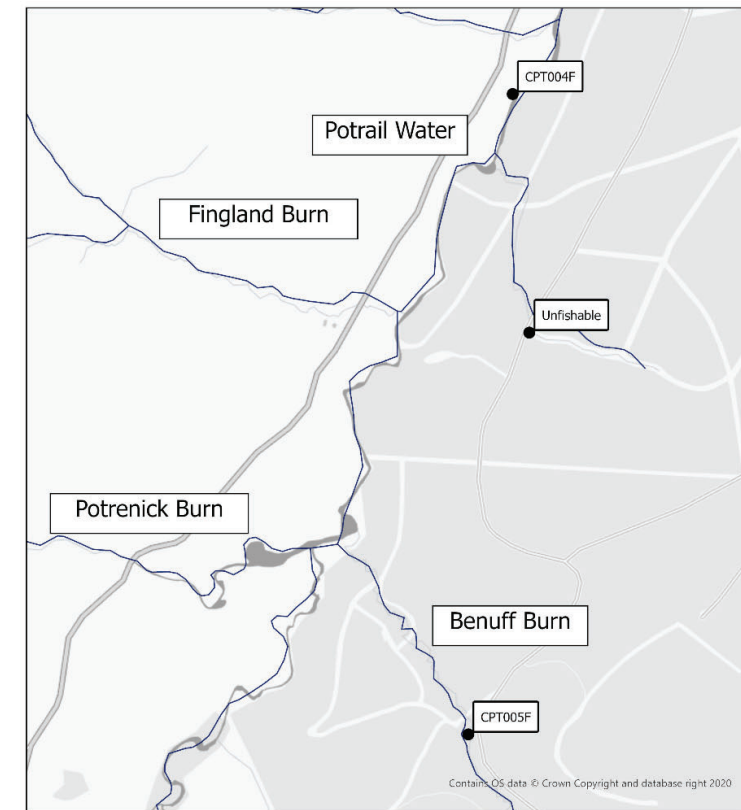 CPT004F
Potrail Water
Fingland Burn
Unfishable
Potrenick Burn
Benuff Burn
CPT005F
Contains OS data © Crown Copyright and database right 2020